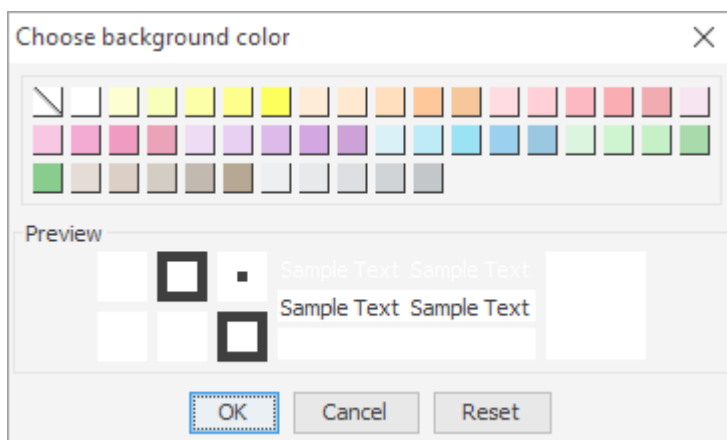 Choose background color
Preview
Sample Text Sample Text
Sample Text Sample Text
OK Cancel Reset